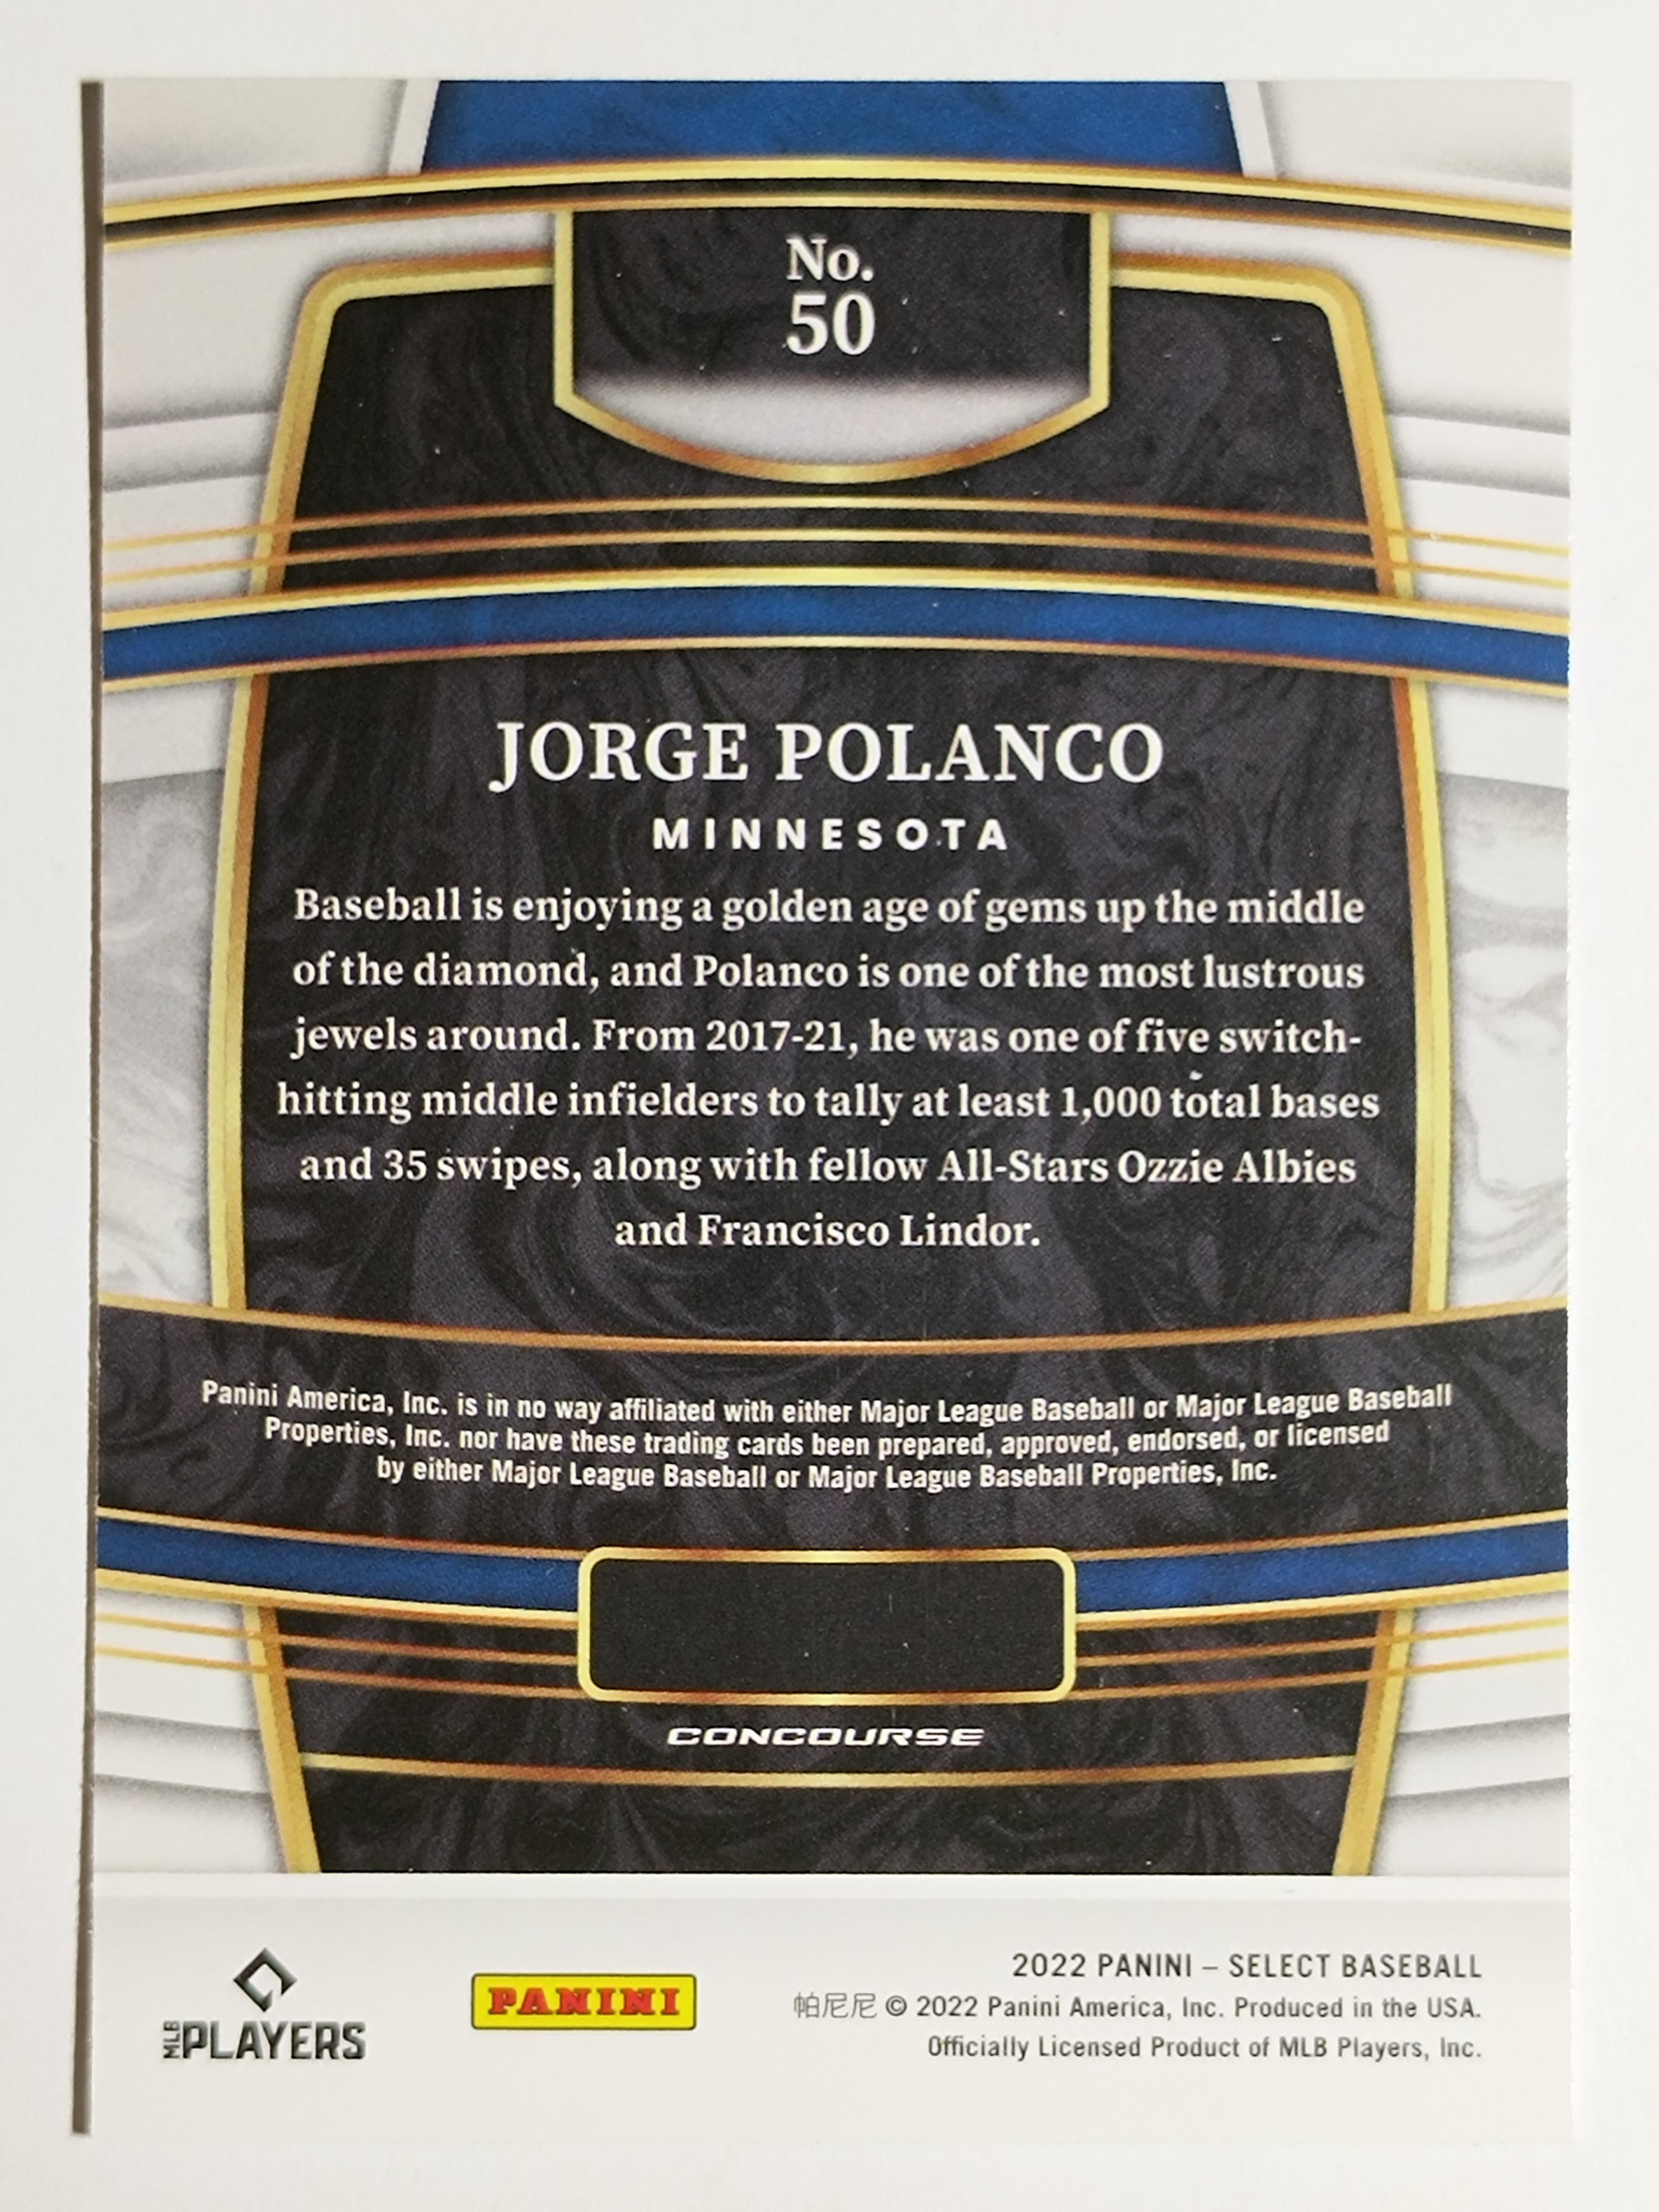 No.
50
JORGE POLANCO
MINNESOTA
Baseball is enjoying a golden age of gems up the middle
of the diamond, and Polanco is one of the most lustrous
jewels around. From 2017-21, he was one of five switch-
hitting middle infielders to tally at least 1,000 total bases
and 35 swipes, along with fellow All-Stars Ozzie Albies
and Francisco Lindor.
Panini America, Inc. is in no way affiliated with either Major League Baseball or Major League Baseball
Properties, Inc. nor have these trading cards been prepared, approved, endorsed, or licensed
by either Major League Baseball or Major League Baseball Properties, Inc.
CONCOURSE
MLB PLAYERS
PANINI
2022 PANINI – SELECT BASEBALL
帕尼尼 © 2022 Panini America, Inc. Produced in the USA.
Officially Licensed Product of MLB Players, Inc.